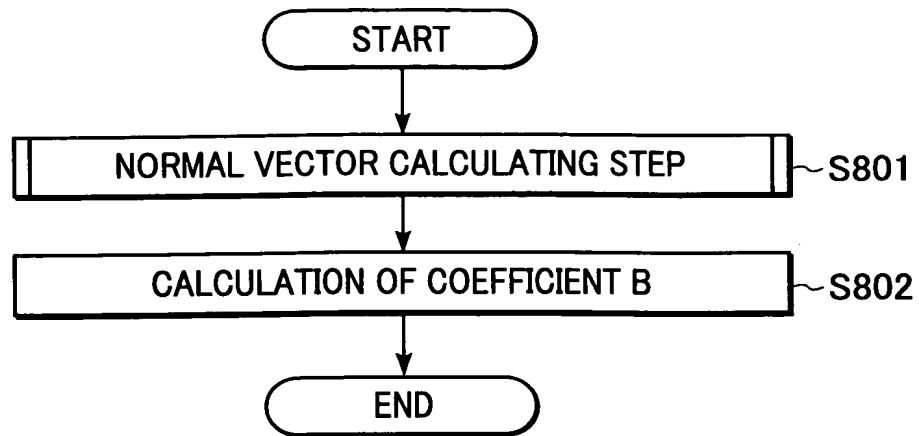 START
NORMAL VECTOR CALCULATING STEP
S801
CALCULATION OF COEFFICIENT B
S802
END